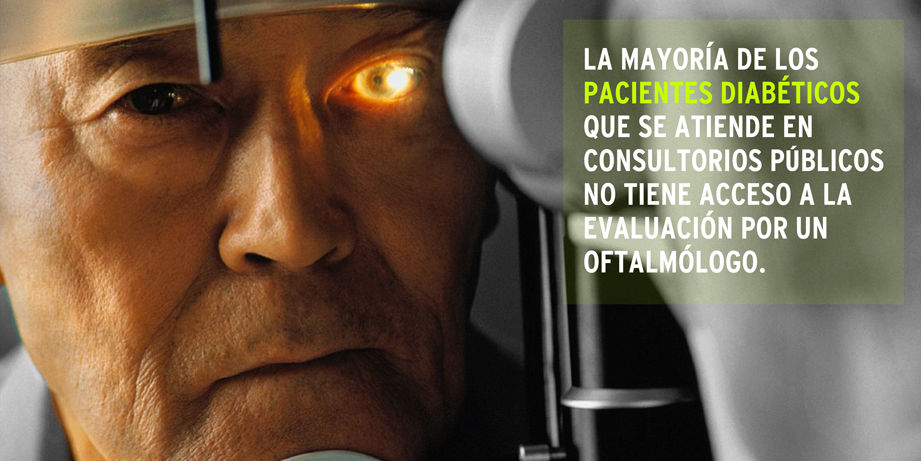 LA MAYORÍA DE LOS
PACIENTES DIABÉTICOS
QUE SE ATIENDE EN
CONSULTORIOS PÚBLICOS
NO TIENE ACCESO A LA
EVALUACIÓN POR UN
OFTALMÓLOGO.